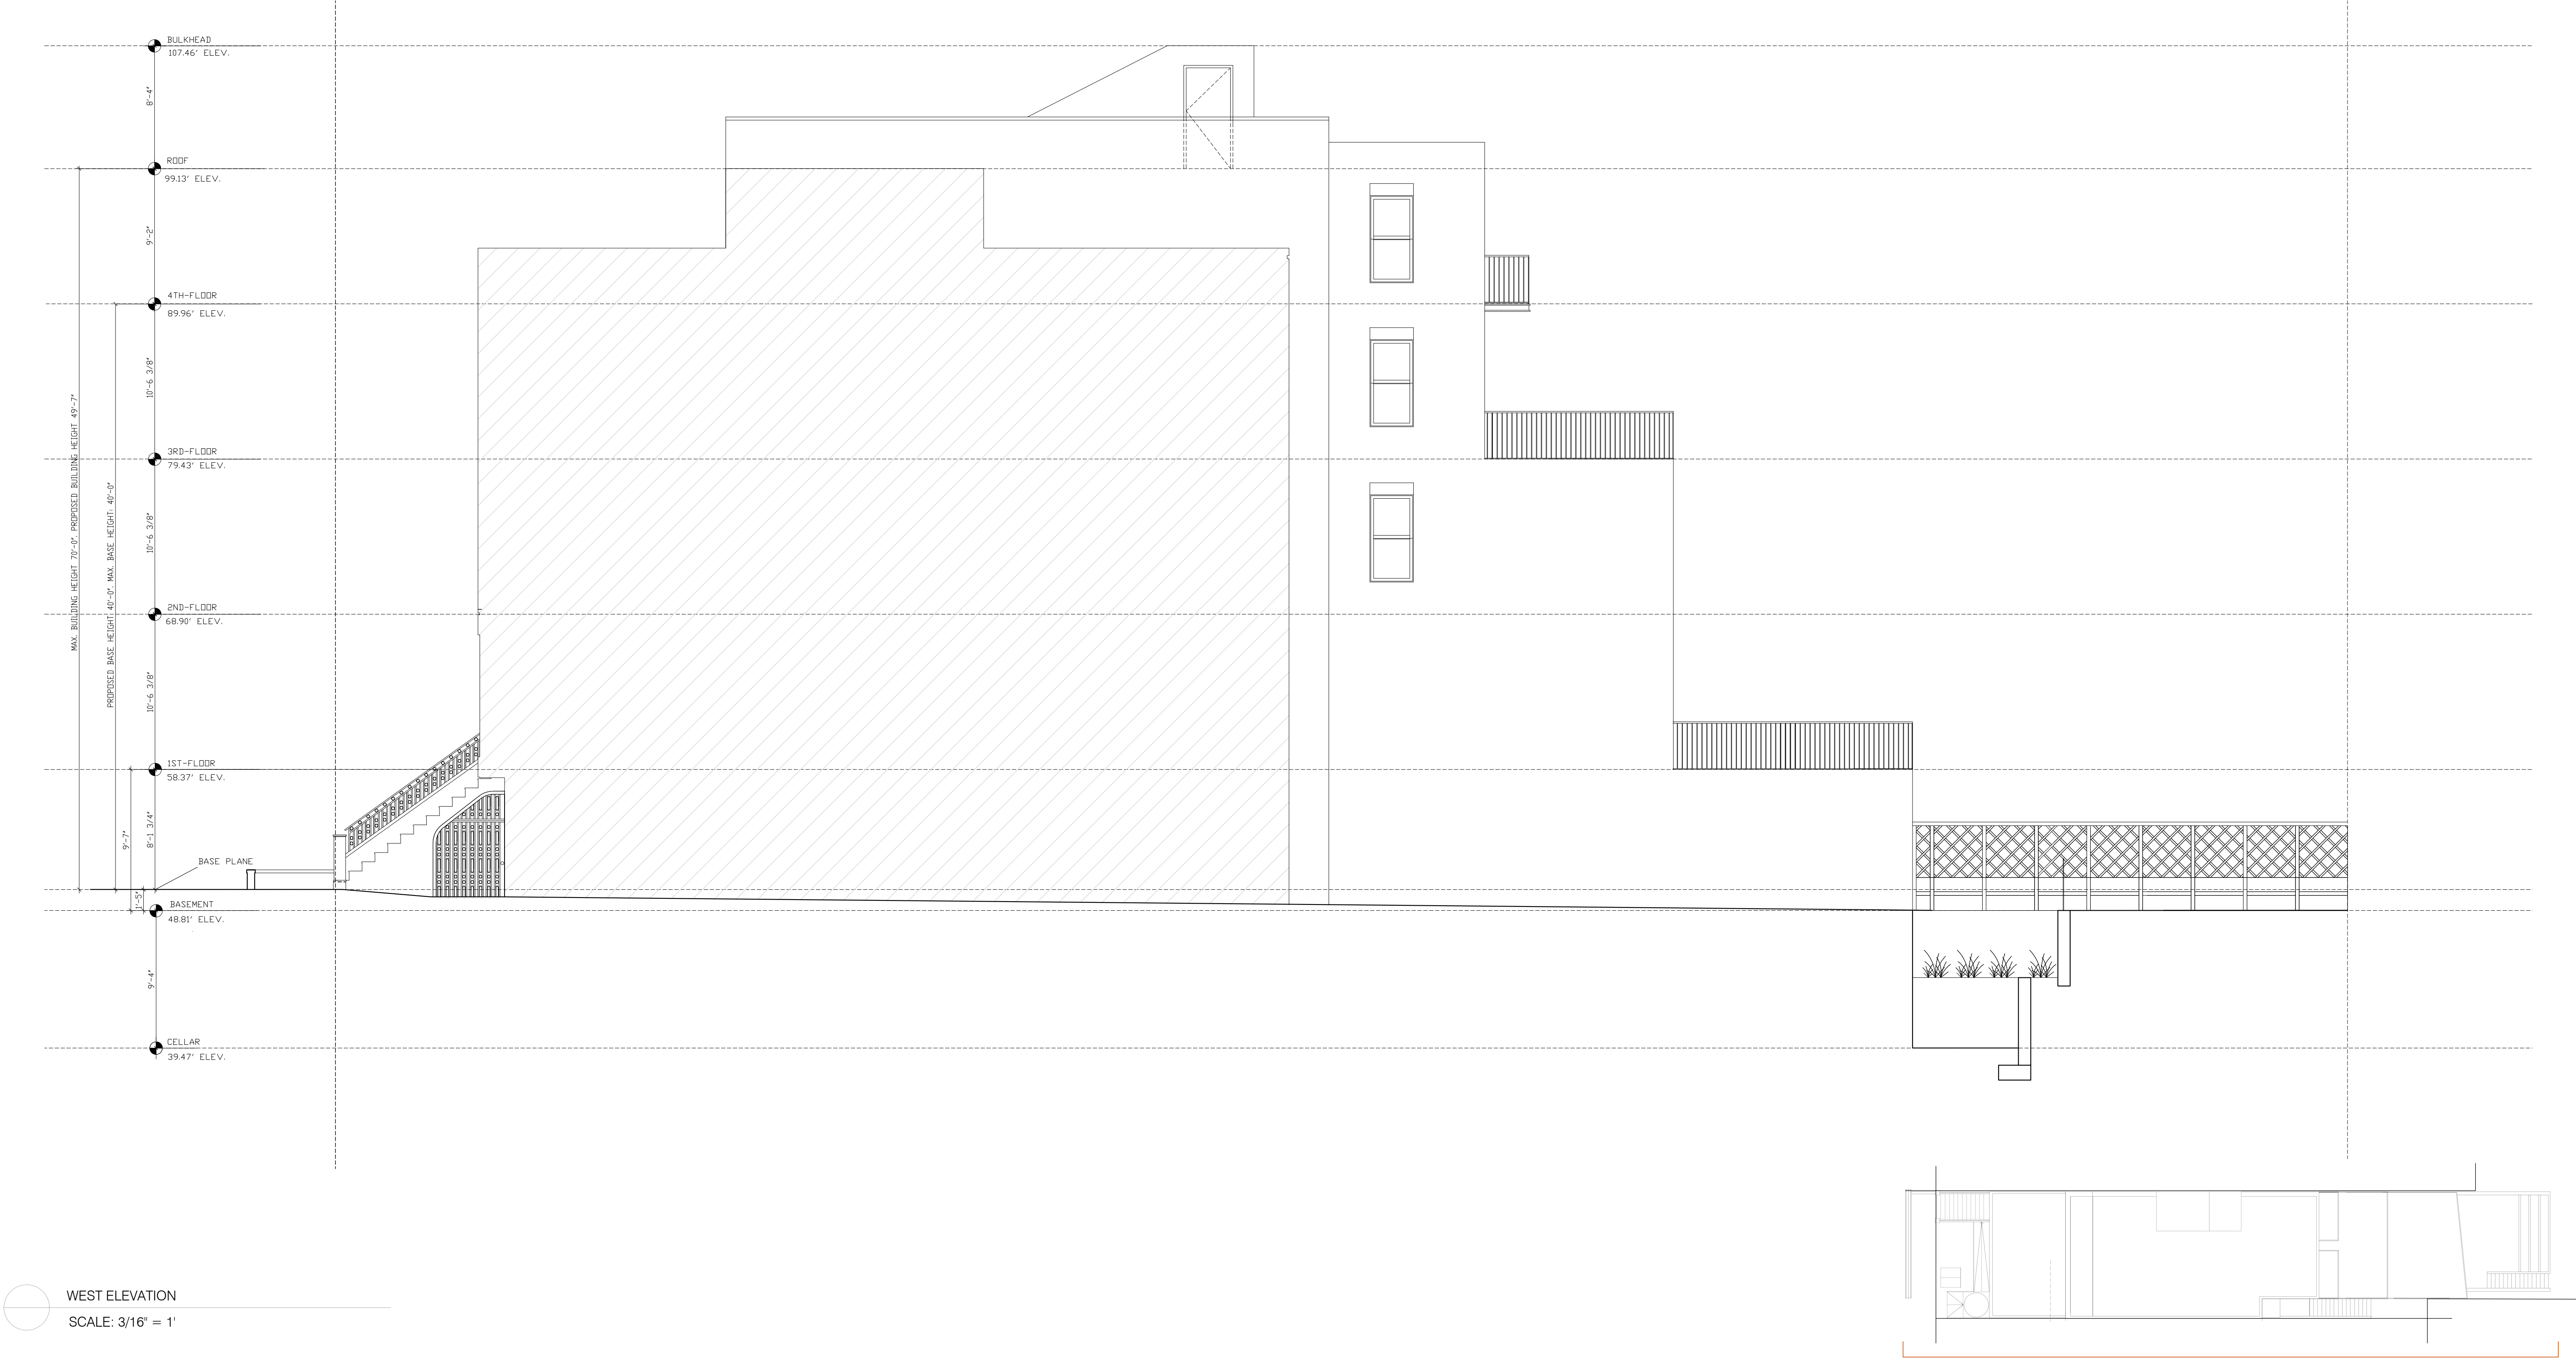 BULKHEAD
107.46' ELEV.
8'-4"
ROOF
99.13' ELEV.
9'-2"
4TH-FLOOR
89.96' ELEV.
10'-6 3/8"
3RD-FLOOR
79.43' ELEV.
10'-6 3/8"
2ND-FLOOR
68.90' ELEV.
10'-6 3/8"
1ST-FLOOR
58.37' ELEV.
8'-1 3/4"
9'-7"
MAX. BUILDING HEIGHT 70'-0". PROPOSED BUILDING HEIGHT 49'-7"
PROPOSED BASE HEIGHT: 40'-0". MAX. BASE HEIGHT: 40'-0"
BASE PLANE
1'-5"
BASEMENT
48.81' ELEV.
9'-4"
CELLAR
39.47' ELEV.
WEST ELEVATION
SCALE: 3/16" = 1'